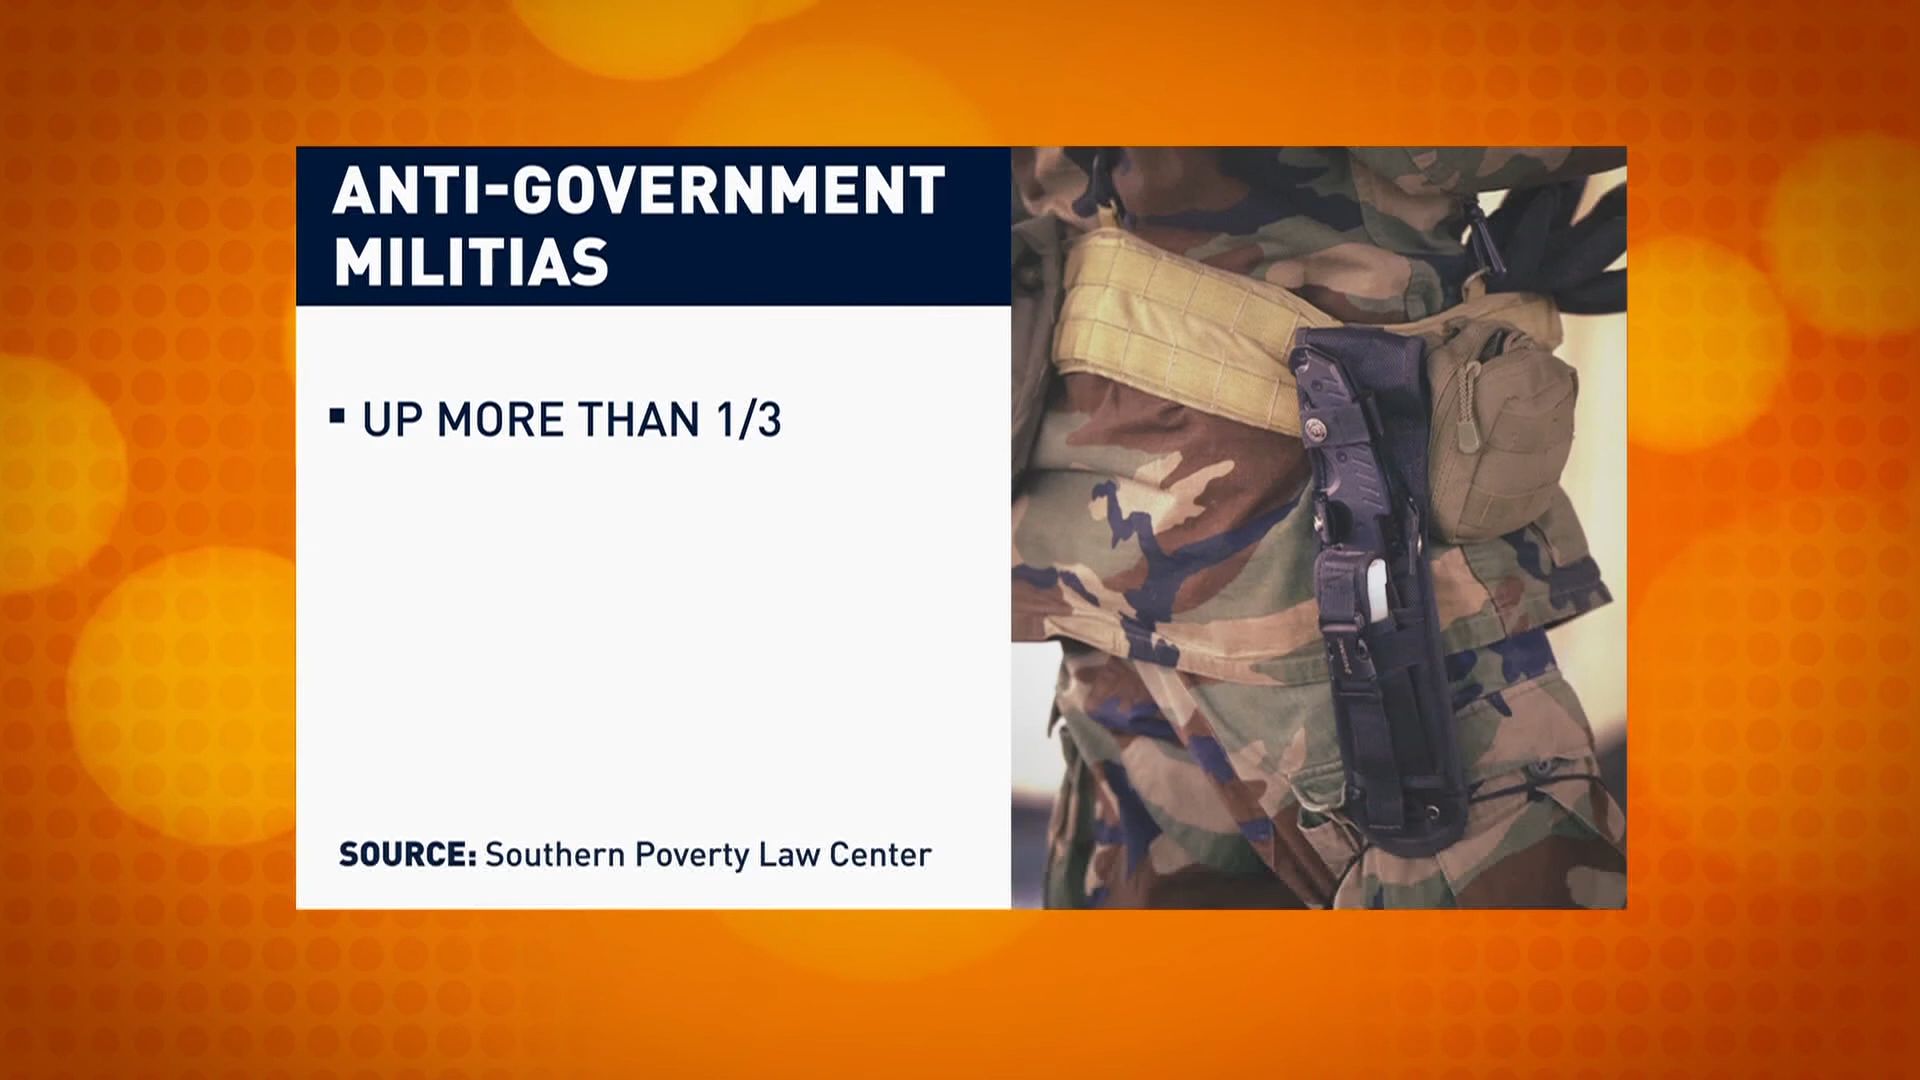 ANTI-GOVERNMENT
MILITIAS
▪ UP MORE THAN 1/3
SOURCE: Southern Poverty Law Center